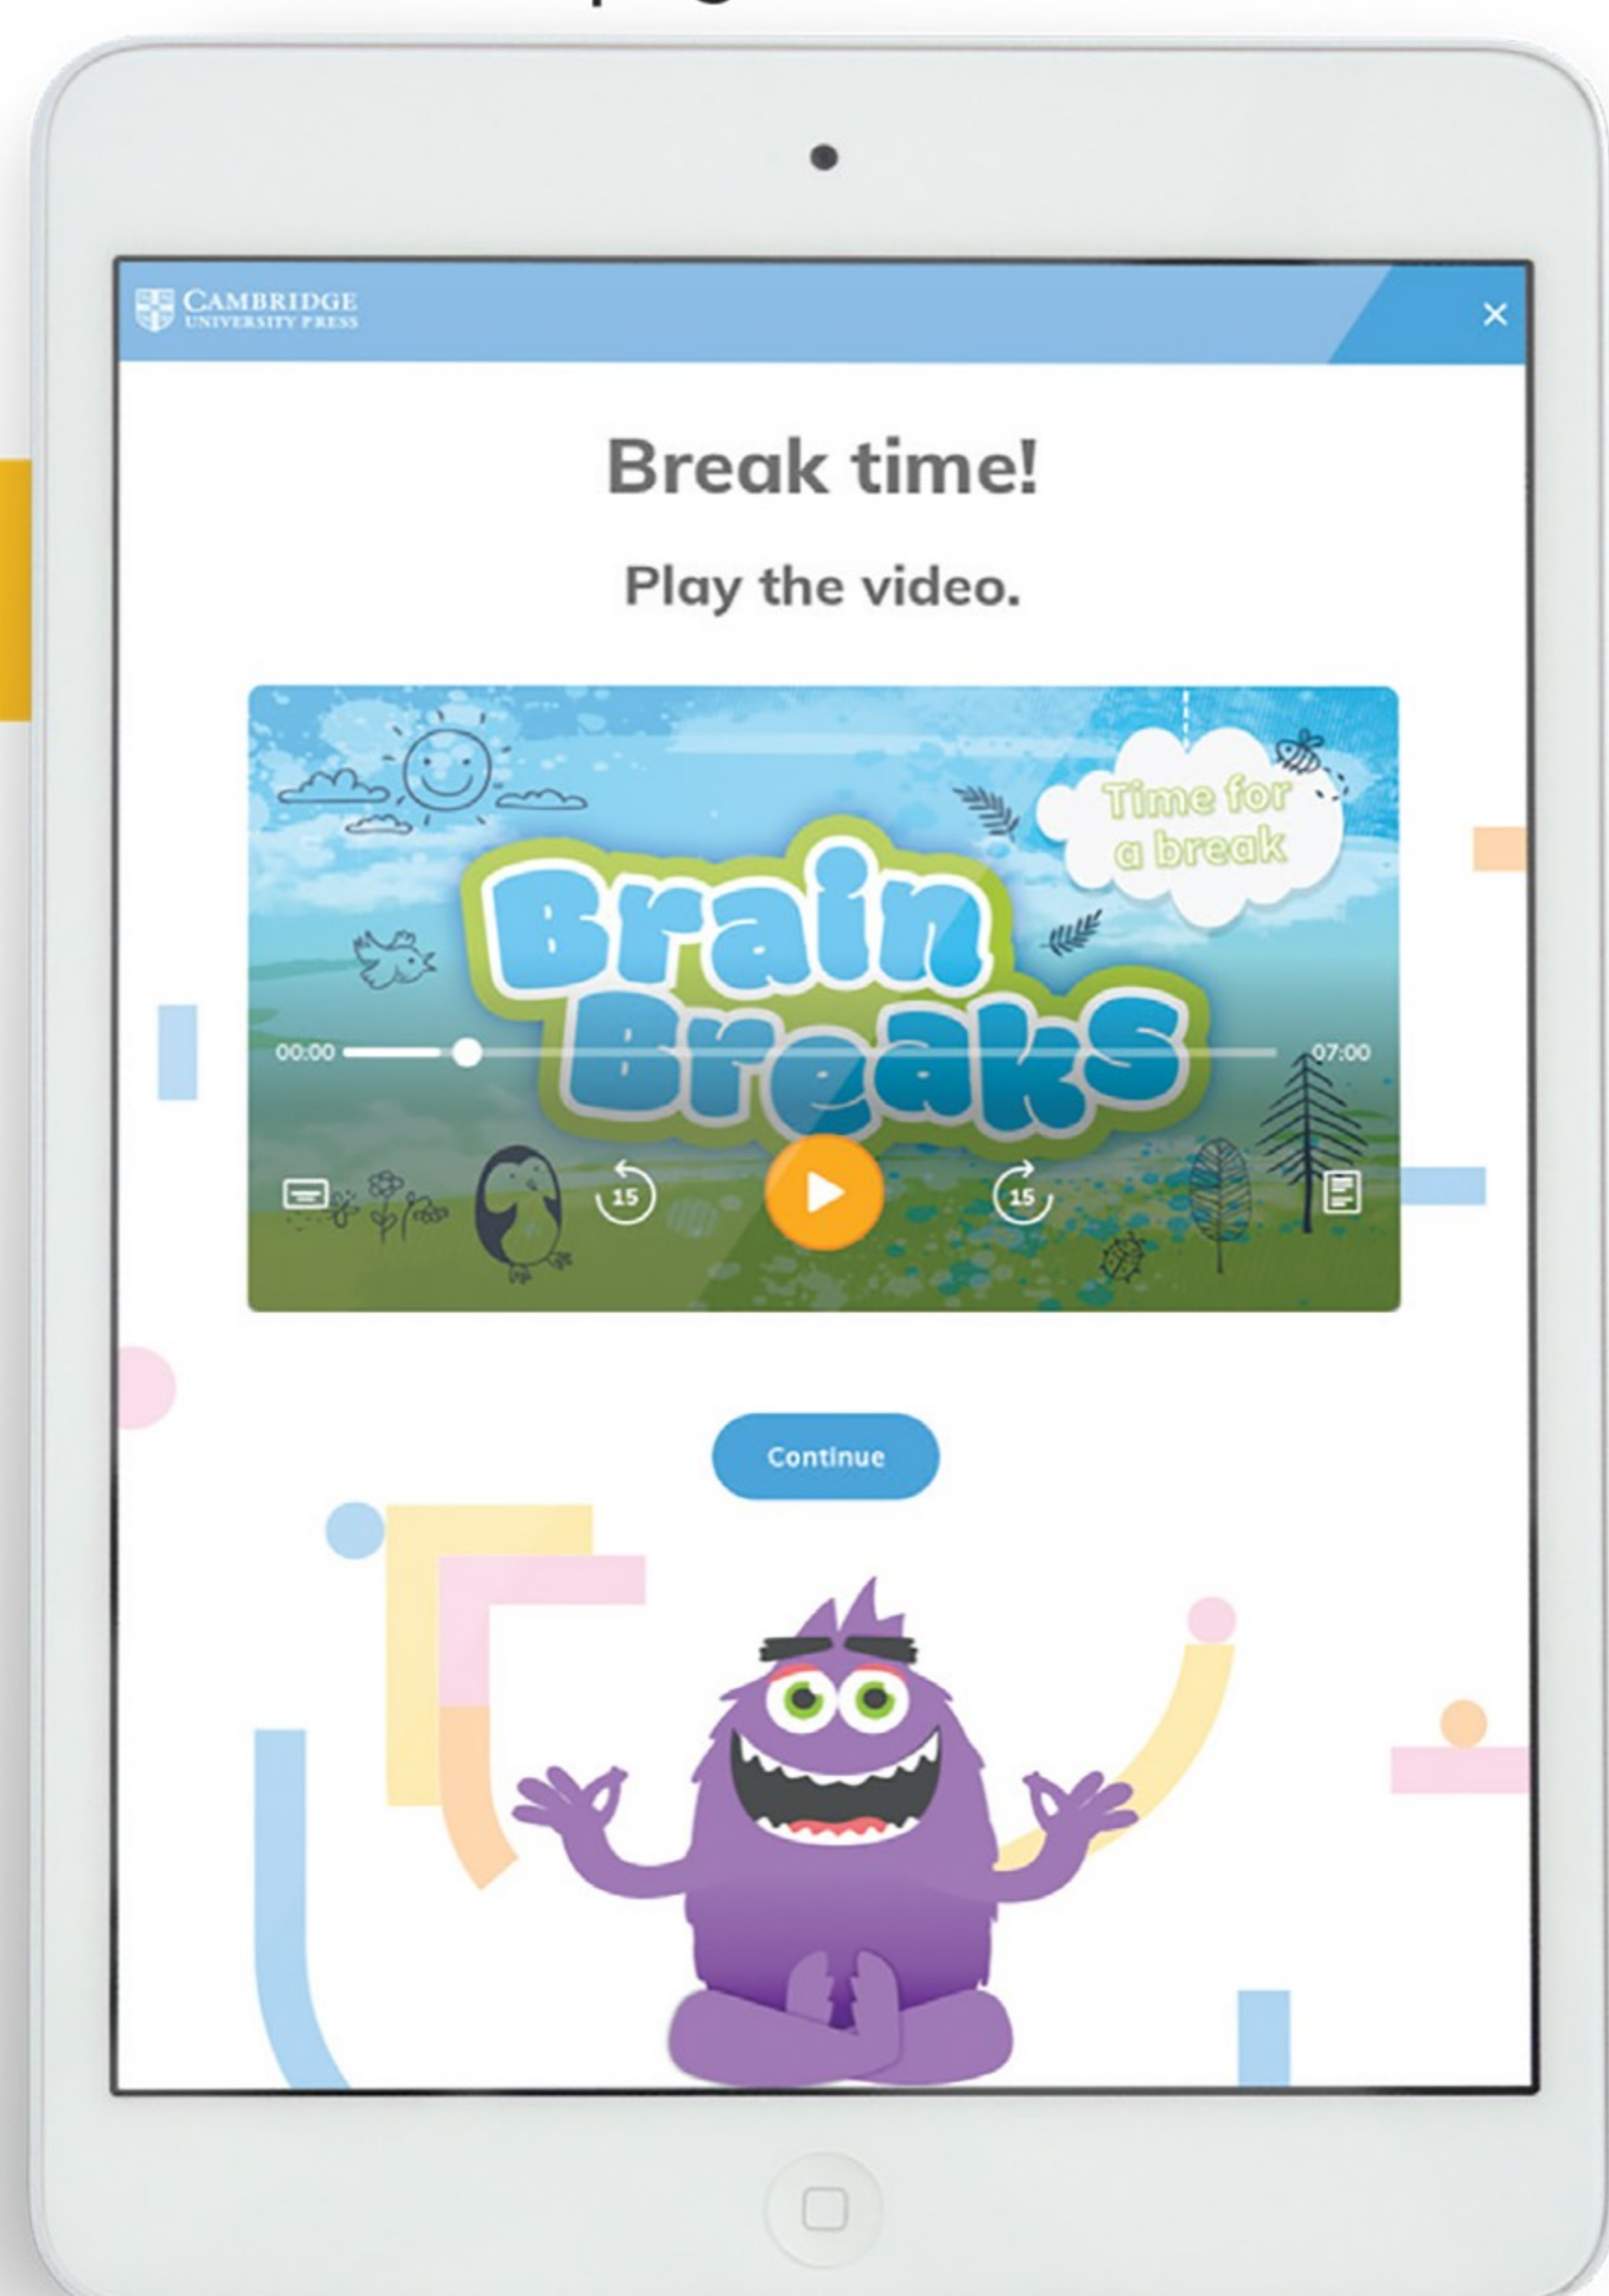 CAMBRIDGE
UNIVERSITY PRESS
Break time!
Play the video.
Time for
a break
Brain
Breaks
00:00
07:00
15
15
Continue